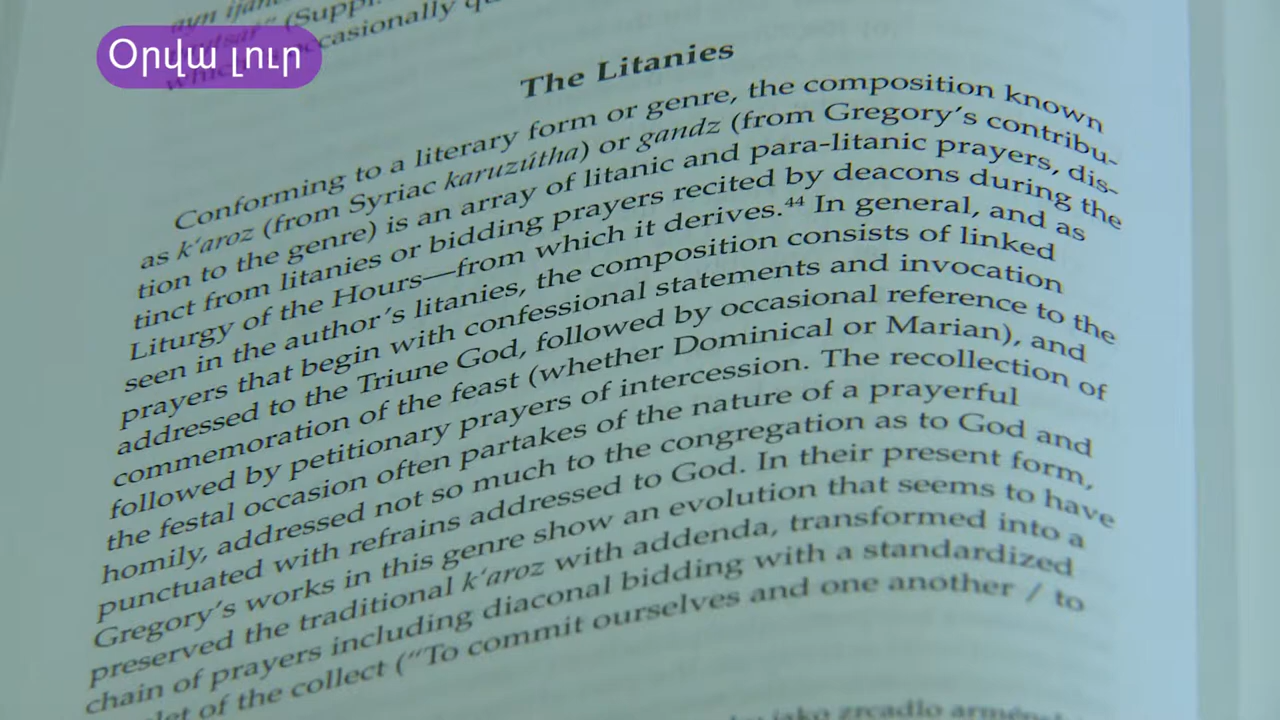 ayn
(Suppl.
occasionally
Օրվա լուր
The Litanies
Conforming to a literary form or genre, the composition known
as k‘aroz (from Syriac karuzútha) or gandz (from Gregory’s contribu-
tion to the genre) is an array of litanic and para-litanic prayers, dis-
tinct from litanies or bidding prayers recited by deacons during the
Liturgy of the Hours—from which it derives.⁴⁴ In general, and as
seen in the author’s litanies, the composition consists of linked
prayers that begin with confessional statements and invocation
addressed to the Triune God, followed by occasional reference to the
commemoration of the feast (whether Dominical or Marian), and
followed by petitionary prayers of intercession. The recollection of
the festal occasion often partakes of the nature of a prayerful
homily, addressed not so much to the congregation as to God and
punctuated with refrains addressed to God. In their present form,
Gregory’s works in this genre show an evolution that seems to have
preserved the traditional k‘aroz with addenda, transformed into a
chain of prayers including diaconal bidding with a standardized
of the collect (“To commit ourselves and one another / to
jako zrcadlo